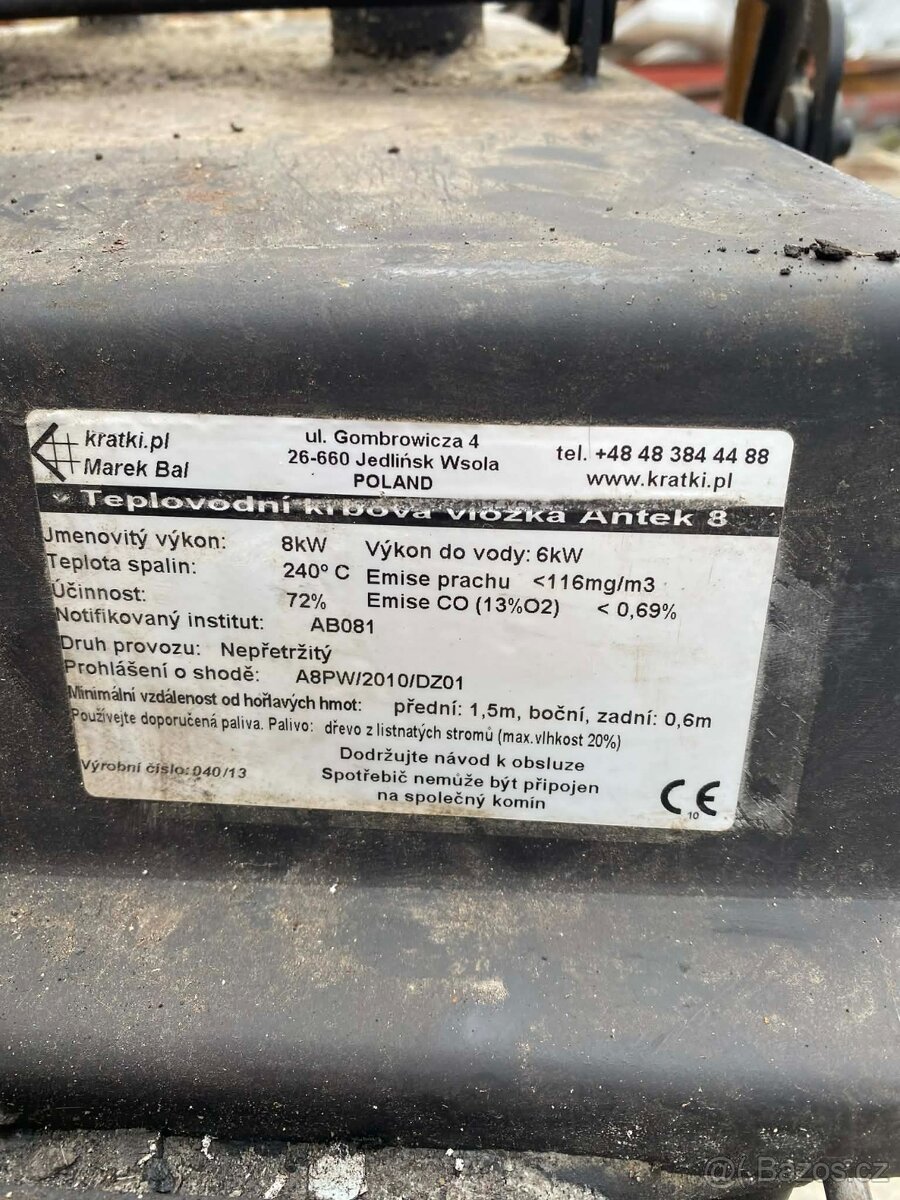 kratki.pl
Marek Bal
ul. Gombrowicza 4
26-660 Jedlińsk Wsola
POLAND
tel. +48 48 384 44 88
www.kratki.pl
Teplovodní krbová vložka Antek 8
Jmenovitý výkon: 8kW Výkon do vody: 6kW
Teplota spalin: 240º C Emise prachu <116mg/m3
Účinnost: 72% Emise CO (13%O2) < 0,69%
Notifikovaný institut: AB081
Druh provozu: Nepřetržitý
Prohlášení o shodě: A8PW/2010/DZ01
Minimální vzdálenost od hořlavých hmot: přední: 1,5m, boční, zadní: 0,6m
Používejte doporučená paliva. Palivo: dřevo z listnatých stromů (max.vlhkost 20%)
Dodržujte návod k obsluze
Výrobní číslo: 040/13
Spotřebič nemůže být připojen
na společný komín
CE
10
Bazos.cz